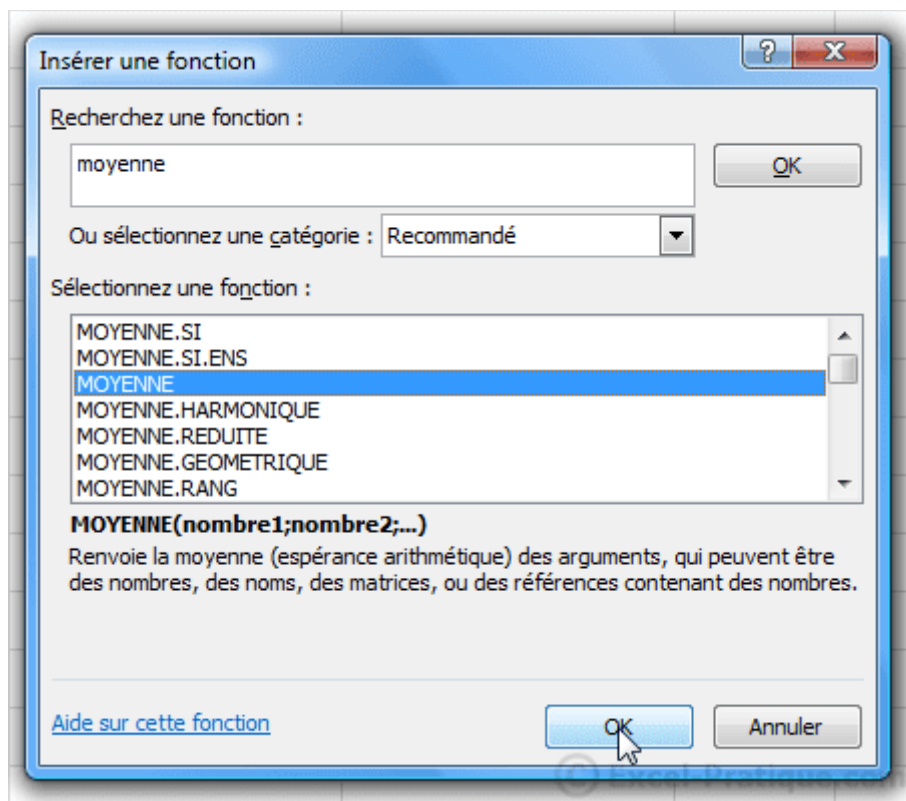 Insérer une fonction
Recherchez une fonction :
moyenne
OK
Ou sélectionnez une catégorie : Recommandé
Sélectionnez une fonction :
MOYENNE.SI
MOYENNE.SI.ENS
MOYENNE
MOYENNE.HARMONIQUE
MOYENNE.REDUITE
MOYENNE.GEOMETRIQUE
MOYENNE.RANG
MOYENNE(nombre1;nombre2;...)
Renvoie la moyenne (espérance arithmétique) des arguments, qui peuvent être
des nombres, des noms, des matrices, ou des références contenant des nombres.
Aide sur cette fonction
OK
Annuler
© Excel-Pratique.com